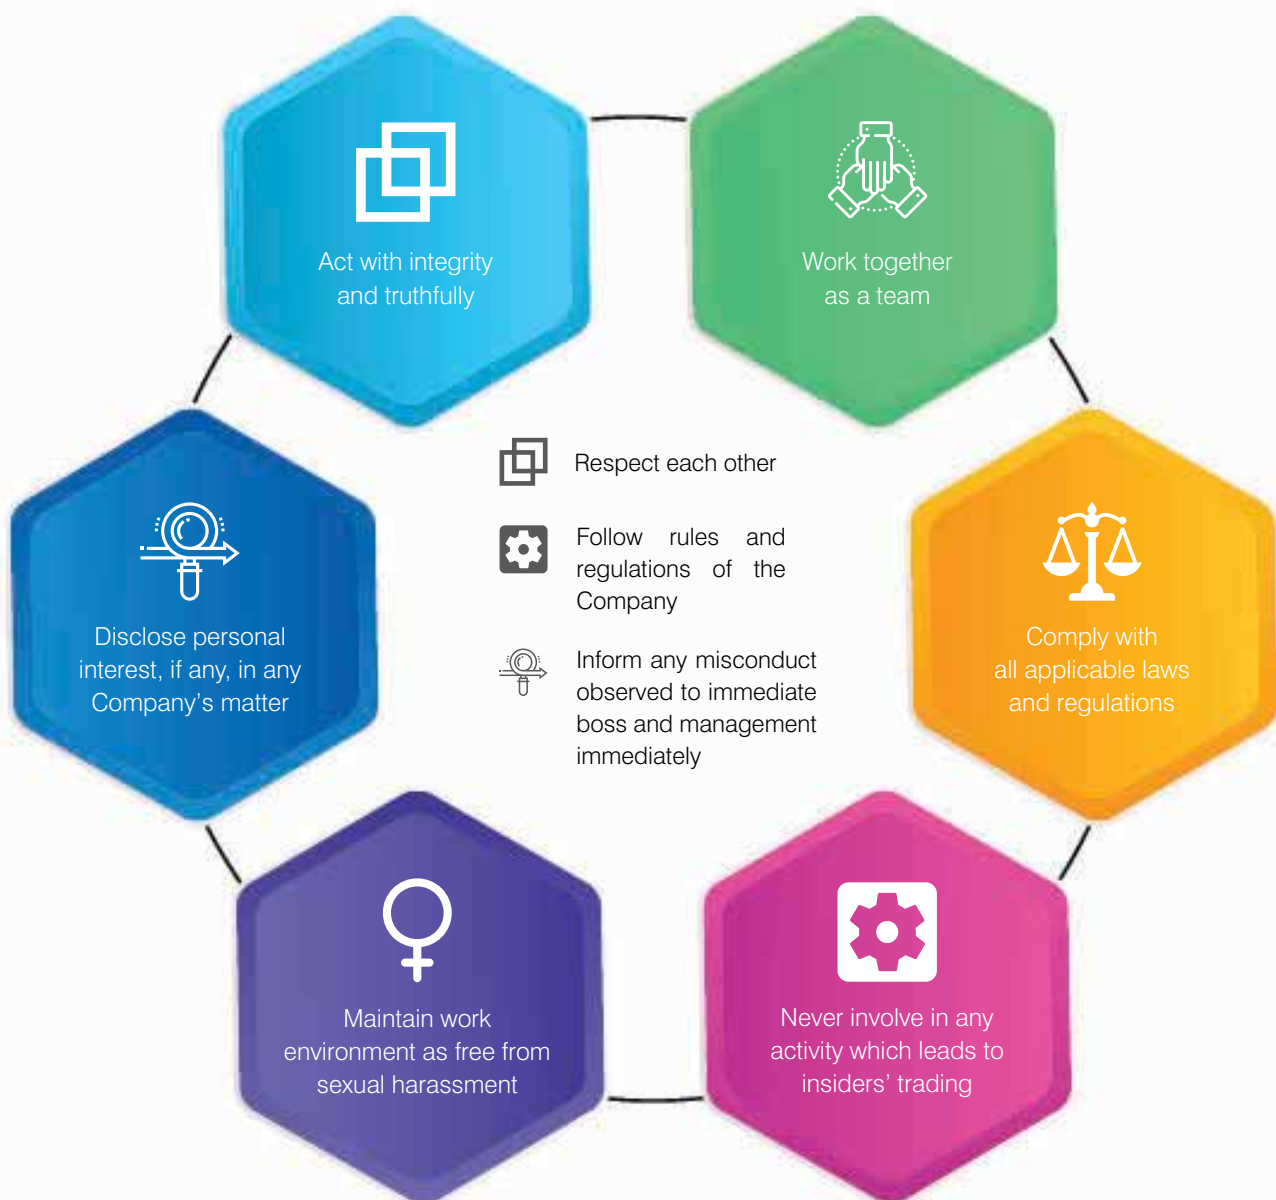 Act with integrity
and truthfully
Work together
as a team
Respect each other
Follow rules and
regulations of the
Company
Inform any misconduct
observed to immediate
boss and management
immediately
Disclose personal
interest, if any, in any
Company's matter
Comply with
all applicable laws
and regulations
Maintain work
environment as free from
sexual harassment
Never involve in any
activity which leads to
insiders' trading